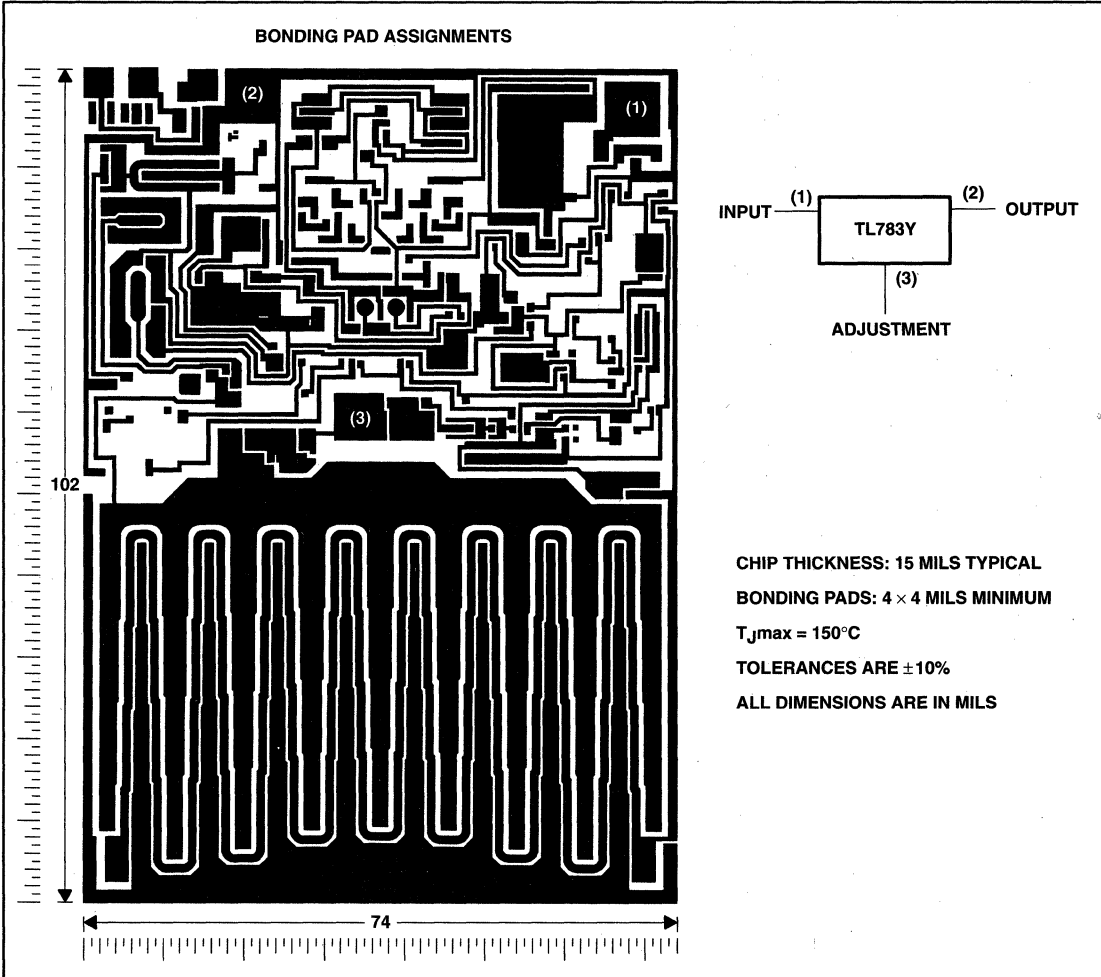 BONDING PAD ASSIGNMENTS
(2)
(1)
(3)
102
74
INPUT
(1)
TL783Y
(2)
OUTPUT
(3)
ADJUSTMENT
CHIP THICKNESS: 15 MILS TYPICAL
BONDING PADS: 4 × 4 MILS MINIMUM
TJmax = 150°C
TOLERANCES ARE ±10%
ALL DIMENSIONS ARE IN MILS